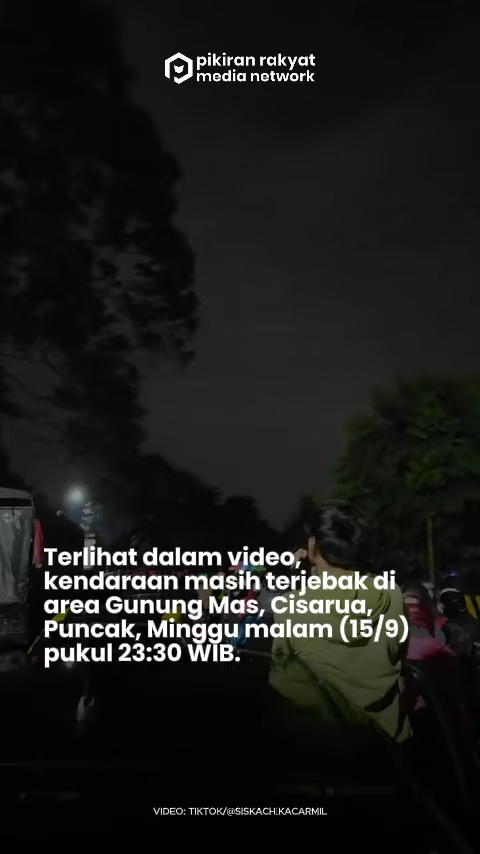 pikiran rakyat
media network
Terlihat dalam video,
kendaraan masih terjebak di
area Gunung Mas, Cisarua,
Puncak, Minggu malam (15/9)
pukul 23:30 WIB.
VIDEO: TIKTOK/@SISKACH.KACARMIL